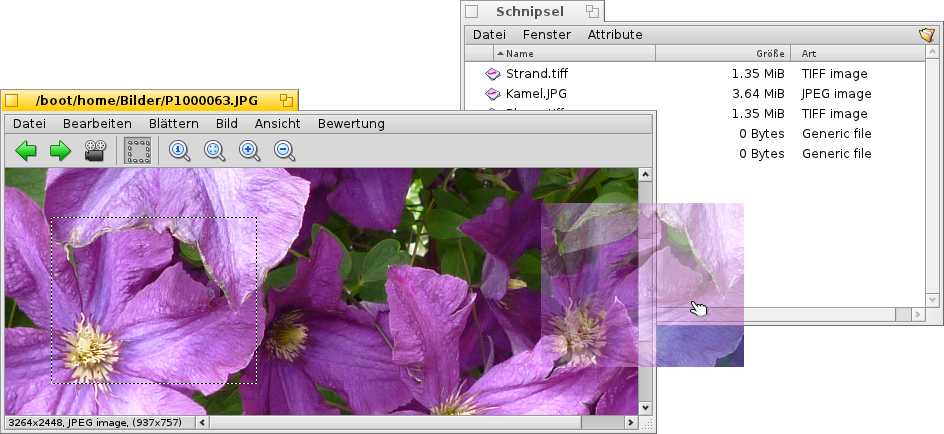 Schnipsel
Datei Fenster Attribute
Name Größe Art
Strand.tiff 1.35 MiB TIFF image
Kamel.JPG 3.64 MiB JPEG image
1.35 MiB TIFF image
0 Bytes Generic file
0 Bytes Generic file
/boot/home/Bilder/P1000063.JPG
Datei Bearbeiten Blättern Bild Ansicht Bewertung
3264x2448, JPEG image, (937x757)